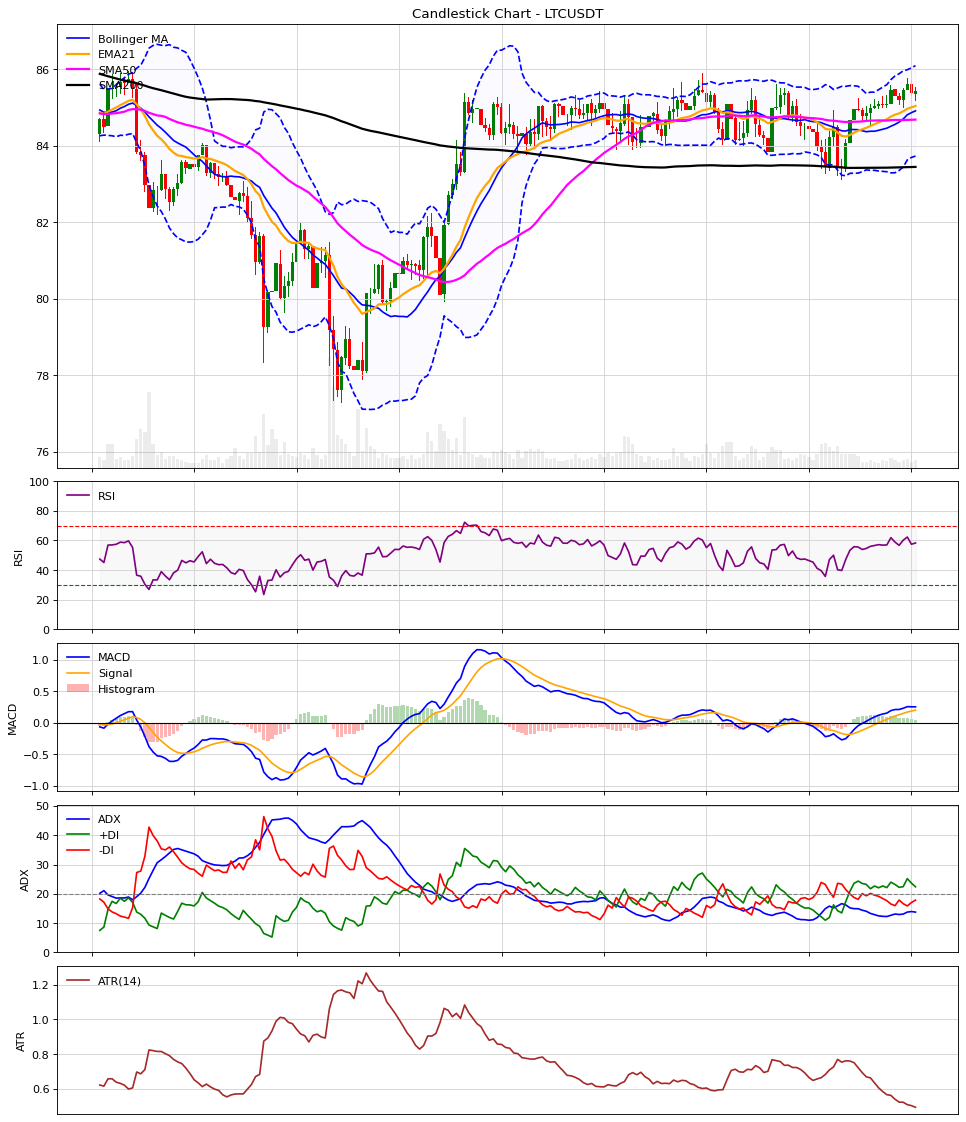 Candlestick Chart - LTCUSDT
Bollinger MA
EMA21
SMA50
SMA200
86
84
82
80
78
76
RSI
RSI
100
80
60
40
20
0
MACD
Signal
Histogram
MACD
1.0
0.5
0.0
−0.5
−1.0
ADX
+DI
-DI
ADX
50
40
30
20
10
0
ATR(14)
ATR
1.2
1.0
0.8
0.6